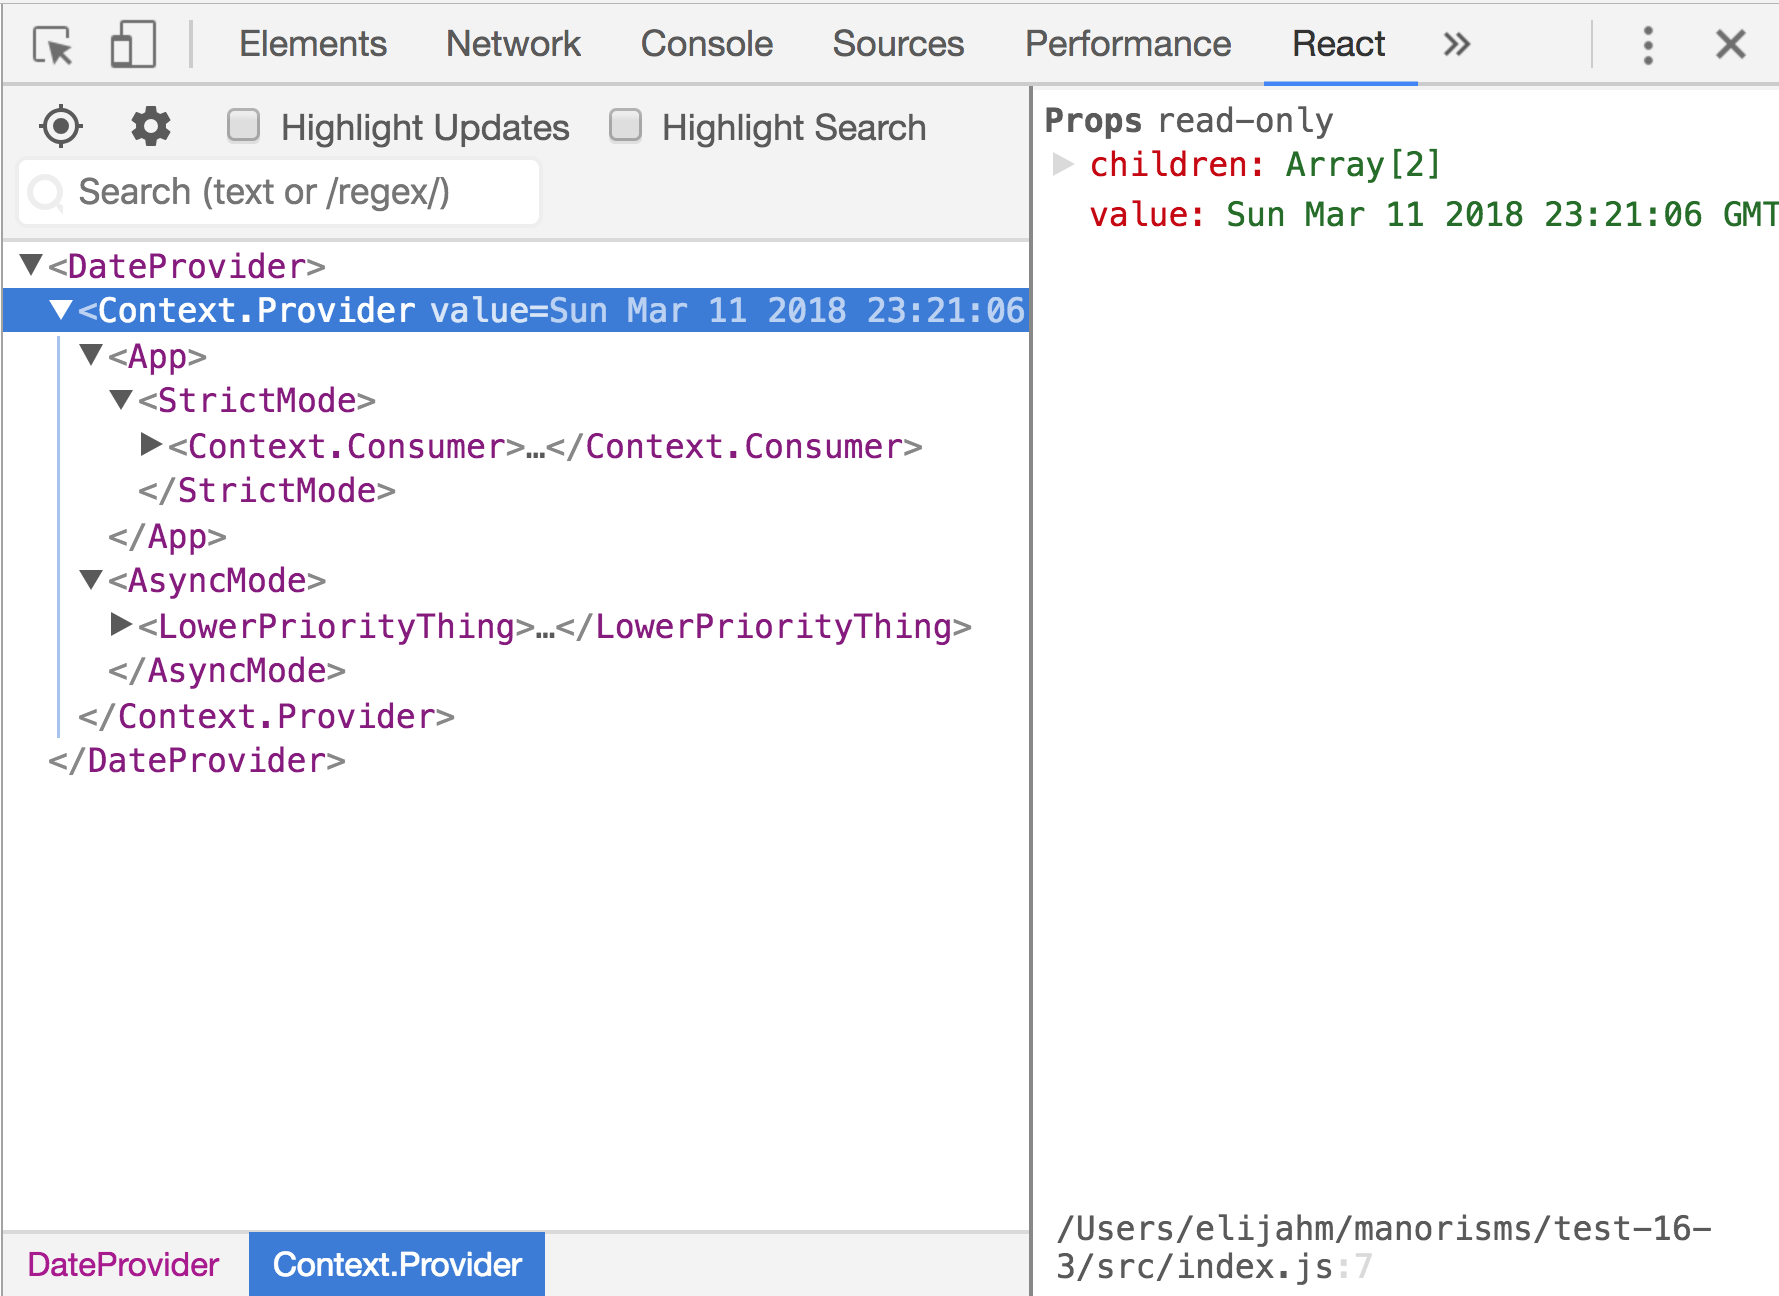 Elements Network Console Sources Performance React »
Highlight Updates Highlight Search
Search (text or /regex/)
<DateProvider>
<Context.Provider value=Sun Mar 11 2018 23:21:06
<App>
<StrictMode>
<Context.Consumer>…</Context.Consumer>
</StrictMode>
</App>
<AsyncMode>
<LowerPriorityThing>…</LowerPriorityThing>
</AsyncMode>
</Context.Provider>
</DateProvider>
DateProvider Context.Provider
Props read-only
children: Array[2]
value: Sun Mar 11 2018 23:21:06 GMT
/Users/elijahm/manorisms/test-16-
3/src/index.js:7